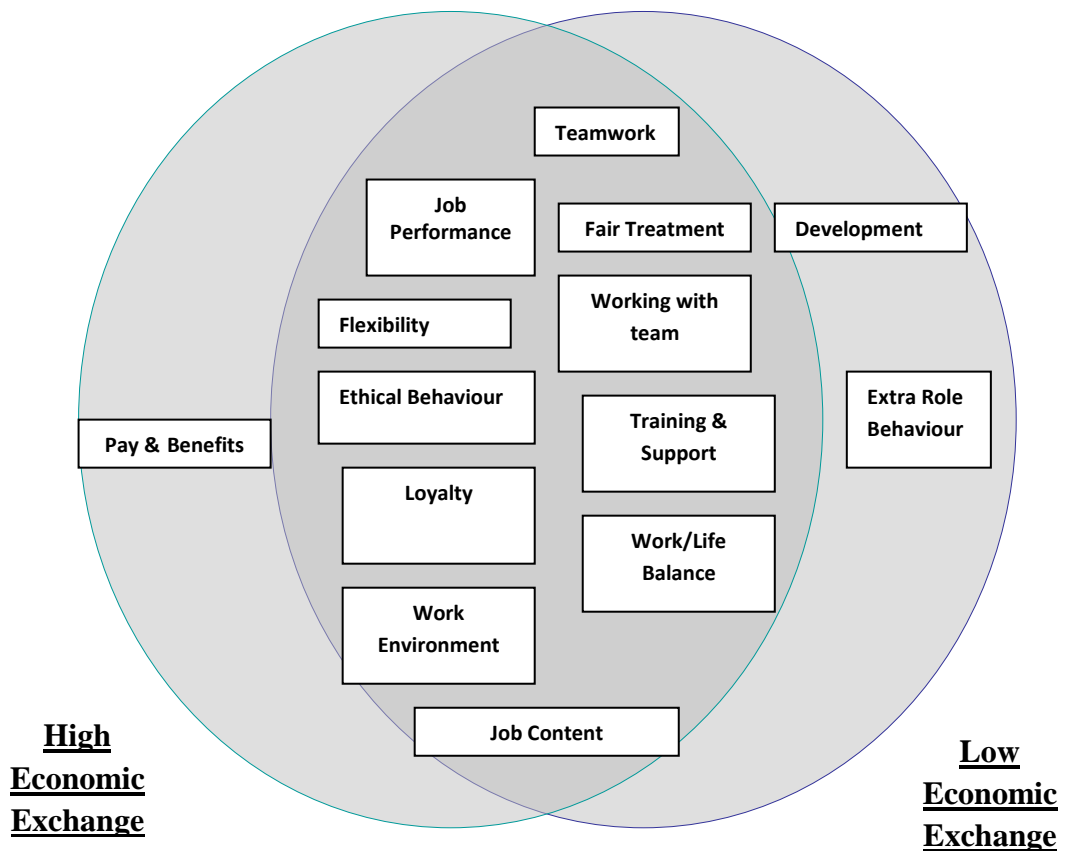 Teamwork
Job
Performance
Fair Treatment
Development
Working with
team
Flexibility
Ethical Behaviour
Extra Role
Behaviour
Training &
Support
Pay & Benefits
Loyalty
Work/Life
Balance
Work
Environment
Job Content
High
Economic
Exchange
Low
Economic
Exchange